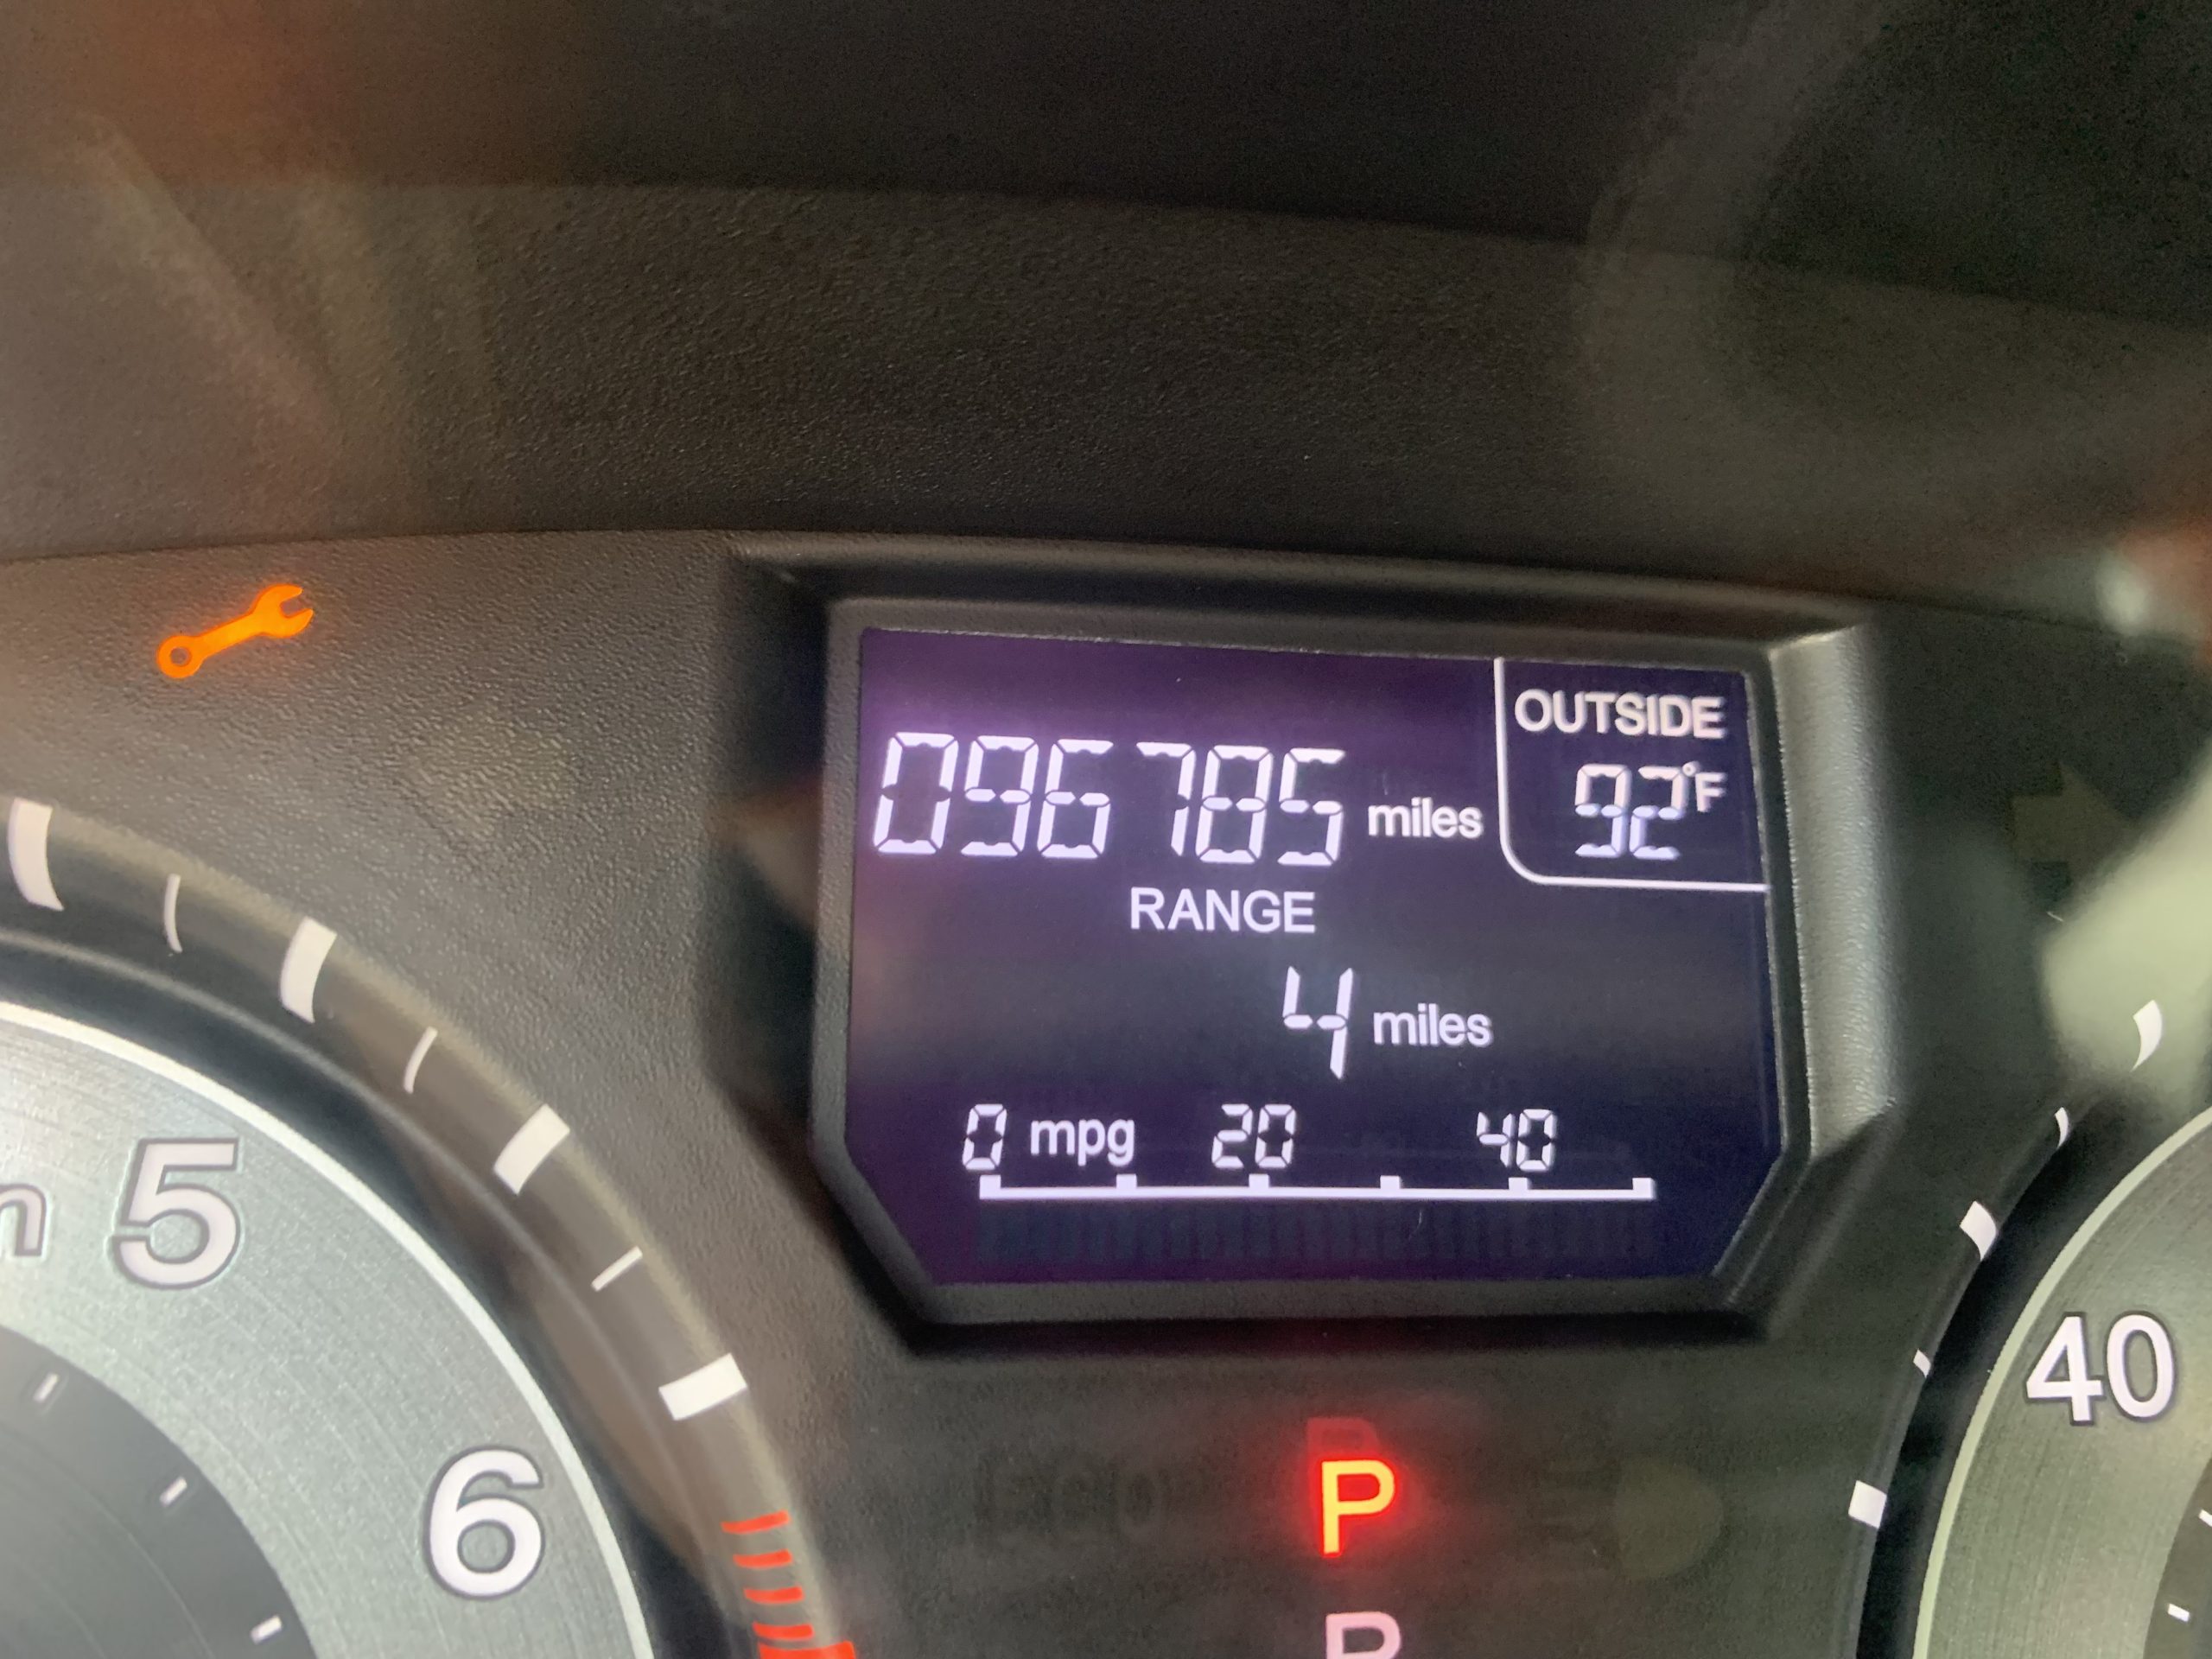 096785 miles
OUTSIDE
92°F
RANGE
4 miles
0 mpg 20 40
5
6
40
P
R